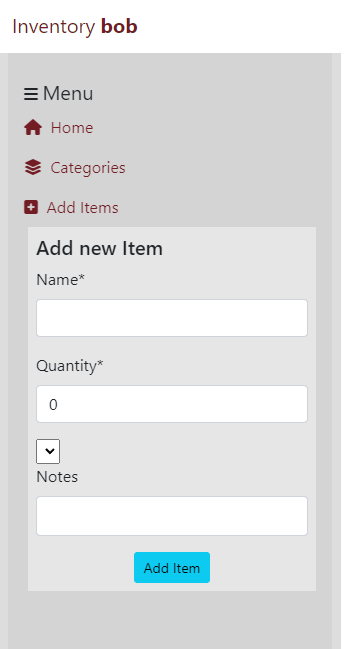 Inventory bob
Menu
Home
Categories
Add Items
Add new Item
Name*
Quantity*
0
Notes
Add Item